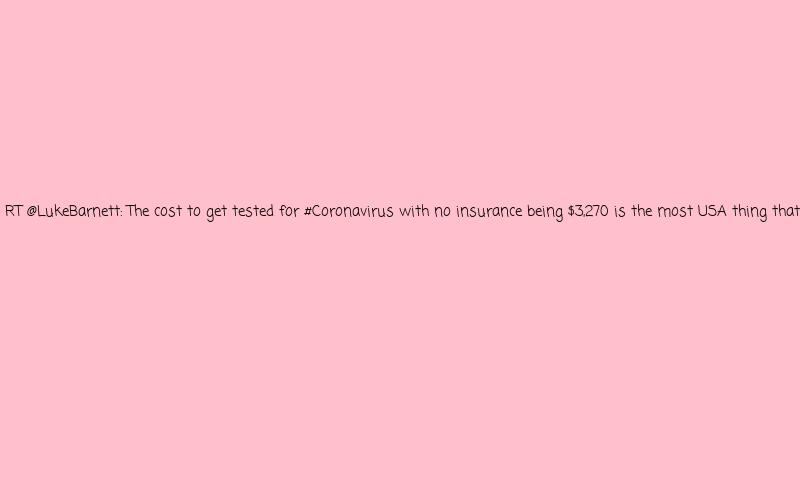 RT @LukeBarnett: The cost to get tested for #Coronavirus with no insurance being $3,270 is the most USA thing that